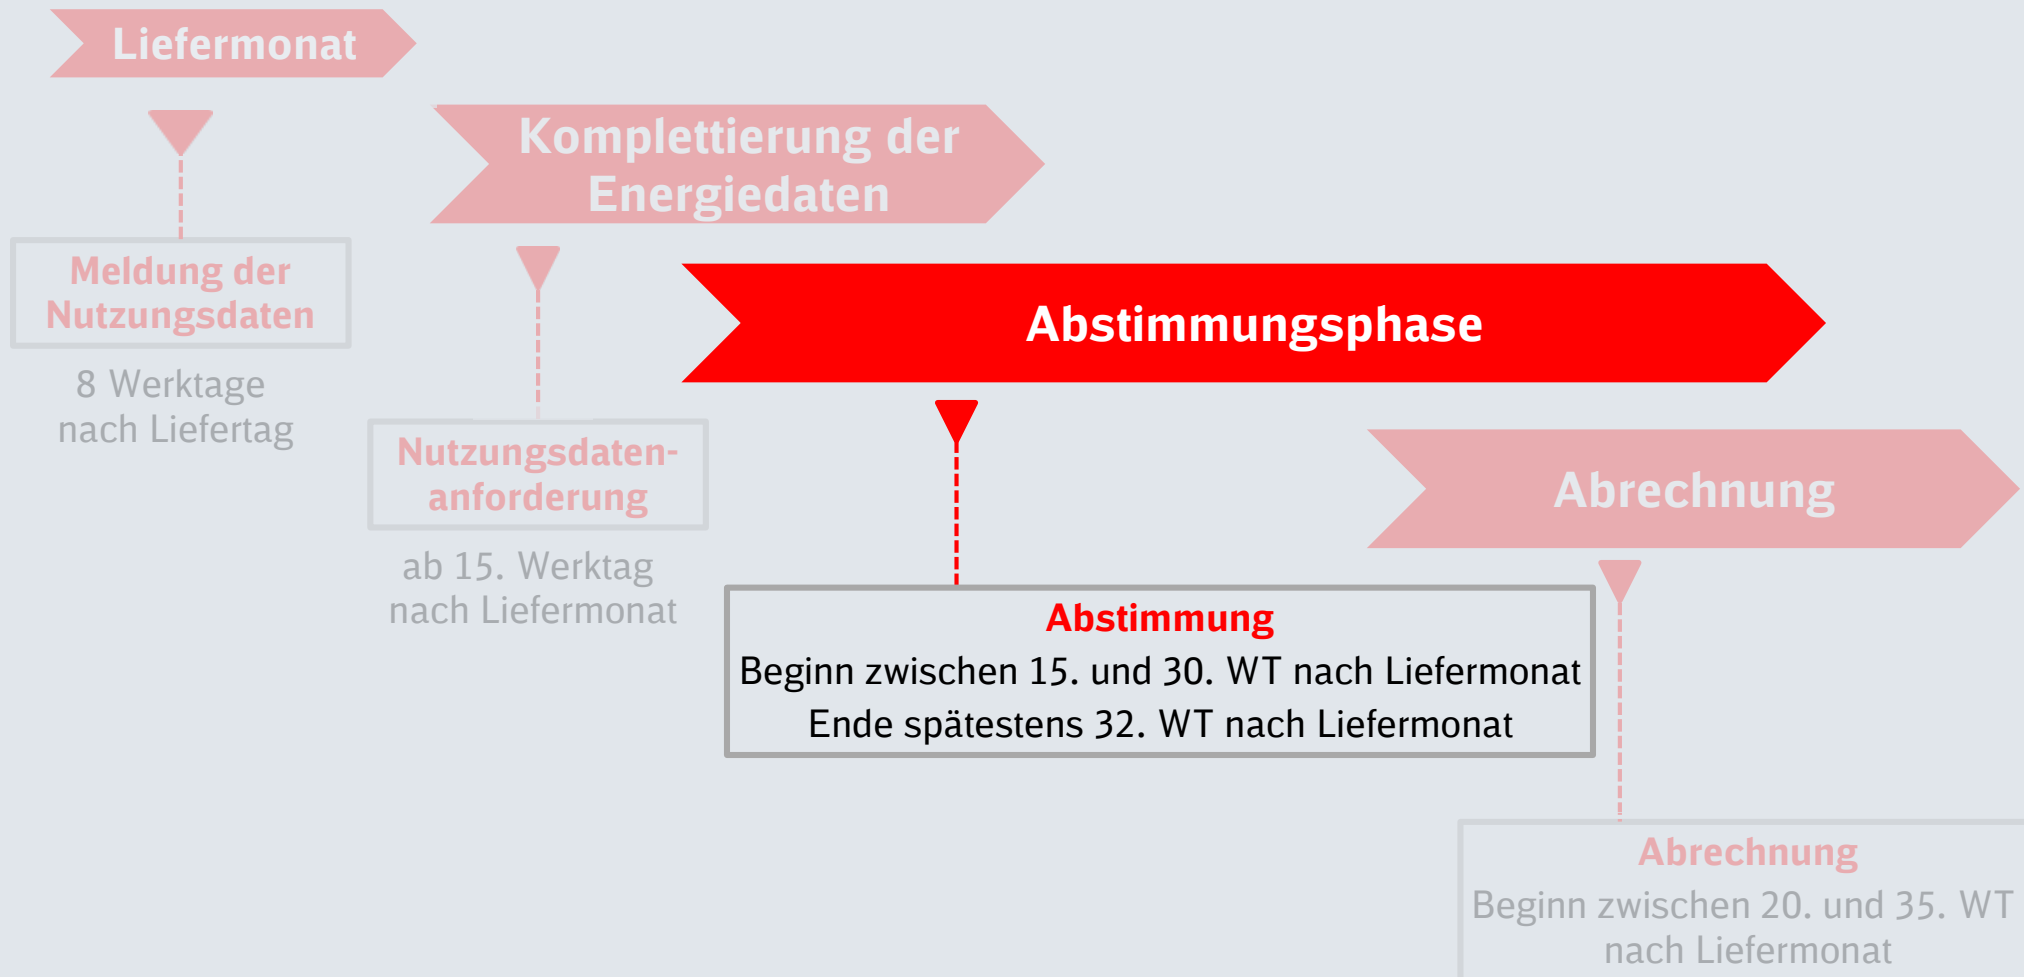 Liefermonat
Komplettierung der
Energiedaten
Meldung der
Nutzungsdaten
8 Werktage
nach Liefertag
Abstimmungsphase
Nutzungsdaten-
anforderung
ab 15. Werktag
nach Liefermonat
Abrechnung
Abstimmung
Beginn zwischen 15. und 30. WT nach Liefermonat
Ende spätestens 32. WT nach Liefermonat
Abrechnung
Beginn zwischen 20. und 35. WT
nach Liefermonat